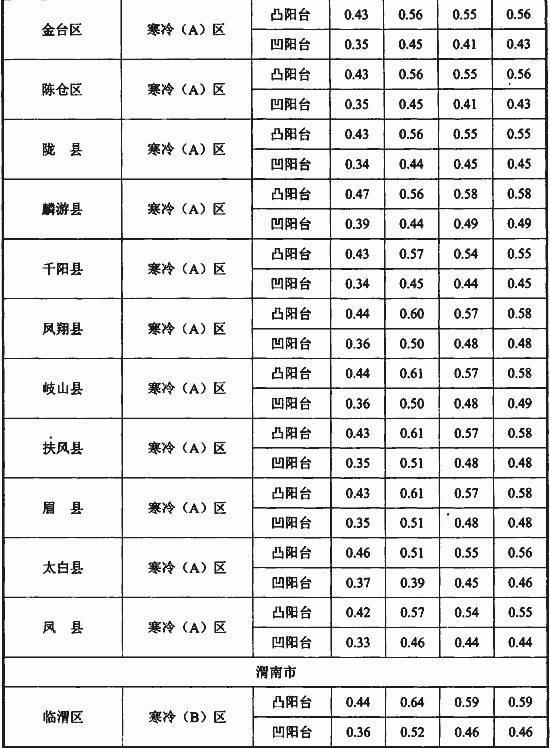 金台区 寒冷（A）区 凸阳台 0.43 0.56 0.55 0.56
凹阳台 0.35 0.45 0.41 0.43
陈仓区 寒冷（A）区 凸阳台 0.43 0.56 0.55 0.56
凹阳台 0.35 0.45 0.41 0.43
陇 县 寒冷（A）区 凸阳台 0.43 0.56 0.55 0.55
凹阳台 0.34 0.44 0.45 0.45
麟游县 寒冷（A）区 凸阳台 0.47 0.56 0.58 0.58
凹阳台 0.39 0.44 0.49 0.49
千阳县 寒冷（A）区 凸阳台 0.43 0.57 0.54 0.55
凹阳台 0.34 0.45 0.44 0.45
凤翔县 寒冷（A）区 凸阳台 0.44 0.60 0.57 0.58
凹阳台 0.36 0.50 0.48 0.48
岐山县 寒冷（A）区 凸阳台 0.44 0.61 0.57 0.58
凹阳台 0.36 0.50 0.48 0.49
扶风县 寒冷（A）区 凸阳台 0.43 0.61 0.57 0.58
凹阳台 0.35 0.51 0.48 0.48
眉 县 寒冷（A）区 凸阳台 0.43 0.61 0.57 0.58
凹阳台 0.35 0.51 0.48 0.48
太白县 寒冷（A）区 凸阳台 0.46 0.51 0.55 0.56
凹阳台 0.37 0.39 0.45 0.46
凤 县 寒冷（A）区 凸阳台 0.42 0.57 0.54 0.55
凹阳台 0.33 0.46 0.44 0.44
渭南市
临渭区 寒冷（B）区 凸阳台 0.44 0.64 0.59 0.59
凹阳台 0.36 0.52 0.46 0.46